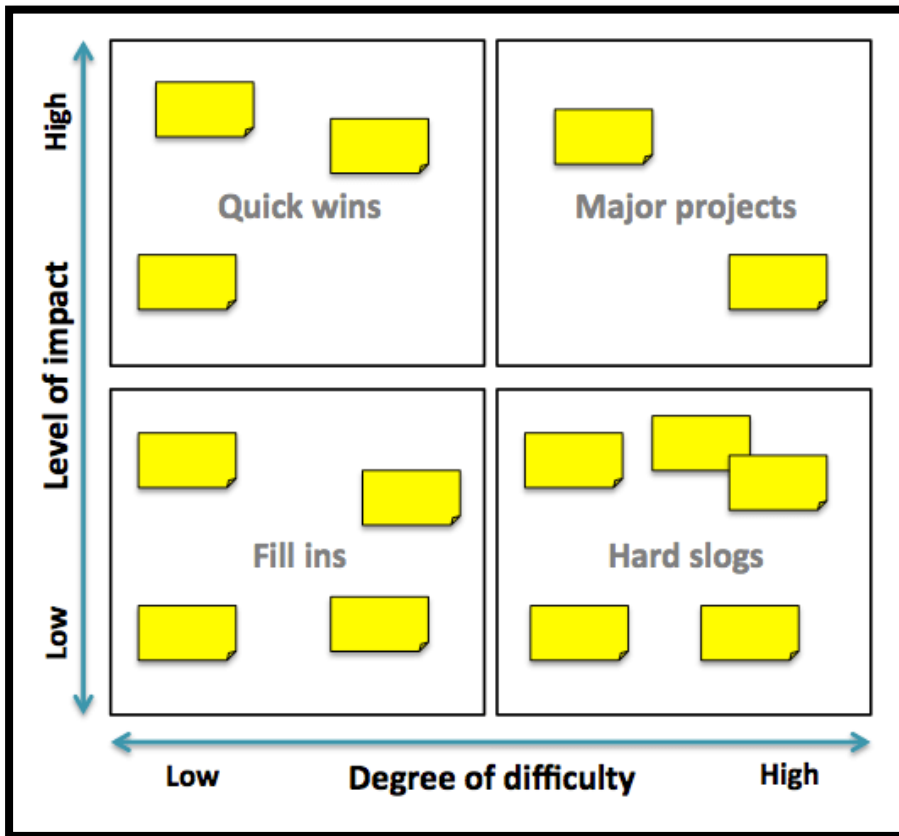 High
Quick wins
Major projects
Level of impact
Fill ins
Hard slogs
Low
Low
Degree of difficulty
High